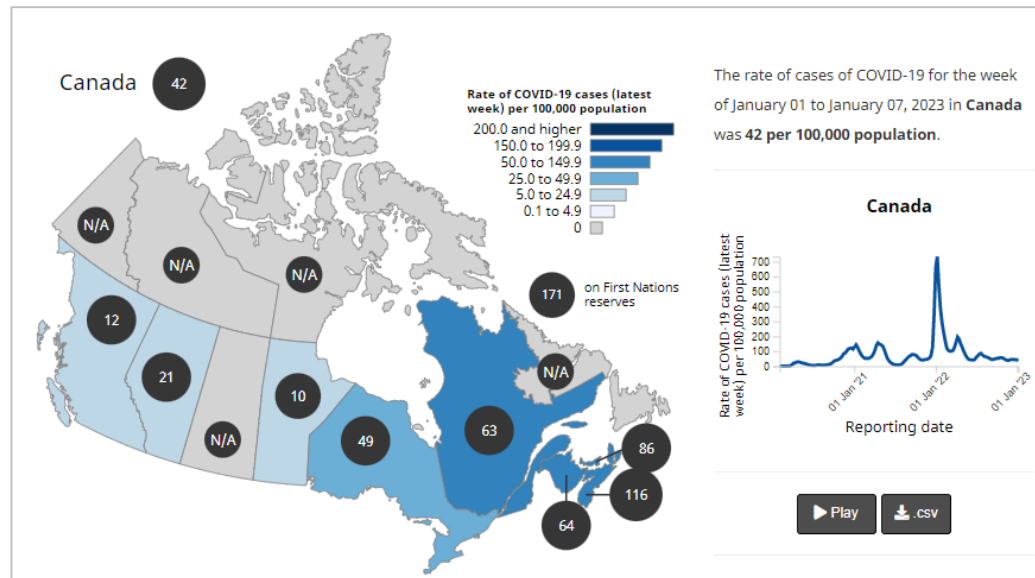 Canada
42
Rate of COVID-19 cases (latest
week) per 100,000 population
200.0 and higher
150.0 to 199.9
50.0 to 149.9
25.0 to 49.9
5.0 to 24.9
0.1 to 4.9
0
N/A
N/A
N/A
171
on First Nations
reserves
12
21
N/A
10
49
63
N/A
86
116
64
The rate of cases of COVID-19 for the week
of January 01 to January 07, 2023 in Canada
was 42 per 100,000 population.
Canada
Rate of COVID-19 cases (latest
week) per 100,000 population
700
600
500
400
300
200
100
0
01 Jan '21
01 Jan '22
01 Jan '23
Reporting date
Play
.csv